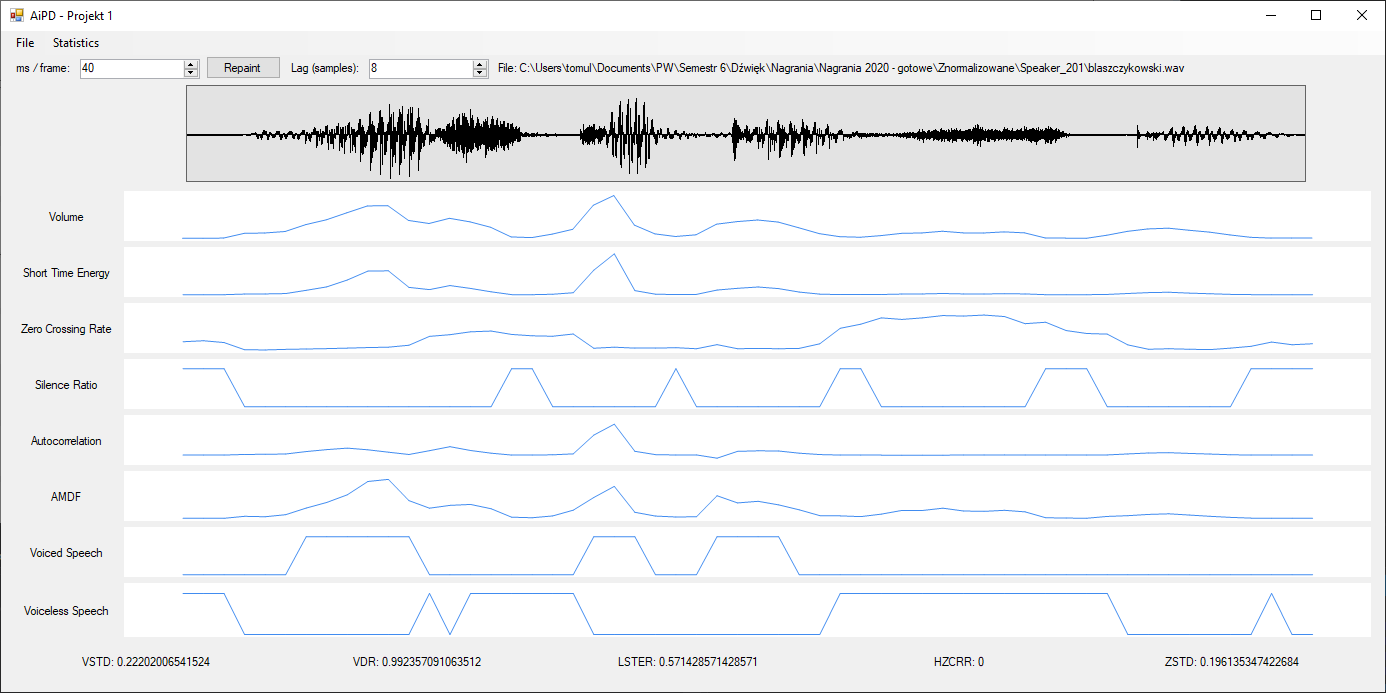 AiPD - Projekt 1
File Statistics
ms / frame: 40 Repaint Lag (samples): 8 File: C:\Users\tomul\Documents\PW\Semestr 6\Dźwięk\Nagrania\Nagrania 2020 - gotowe\Znormalizowane\Speaker_201\blaszczykowski.wav
Volume
Short Time Energy
Zero Crossing Rate
Silence Ratio
Autocorrelation
AMDF
Voiced Speech
Voiceless Speech
VSTD: 0.22202006541524 VDR: 0.992357091063512 LSTER: 0.571428571428571 HZCRR: 0 ZSTD: 0.196135347422684